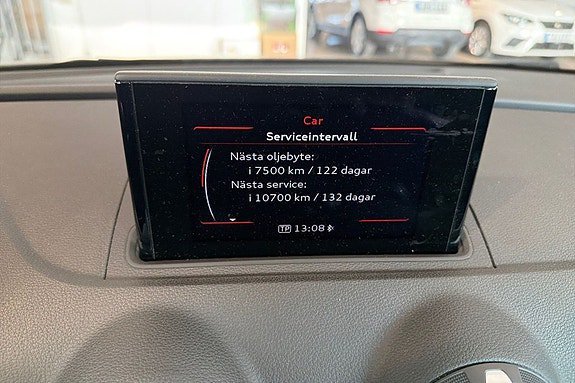 Car
Serviceintervall
Nästa oljebyte:
i 7500 km / 122 dagar
Nästa service:
i 10700 km / 132 dagar
TP 13:08